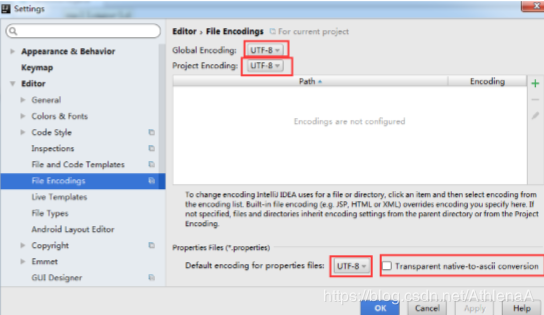 Settings
Appearance & Behavior
Keymap
Editor
General
Colors & Fonts
Code Style
Inspections
File and Code Templates
File Encodings
Live Templates
File Types
Android Layout Editor
Copyright
Emmet
GUI Designer
Editor › File Encodings For current project
Global Encoding: UTF-8
Project Encoding: UTF-8
Path Encoding
Encodings are not configured
To change encoding IntelliJ IDEA uses for a file or directory, click an item and then select encoding from
the encoding list. Built-in file encoding (e.g. JSP, HTML or XML) overrides encoding you specify here. If
not specified, files and directories inherit encoding settings from the parent directory or from the Project
Encoding.
Properties Files (*.properties)
Default encoding for properties files: UTF-8 Transparent native-to-ascii conversion
https://blog.csdn.net/AthlenaA
OK Cancel Apply Help